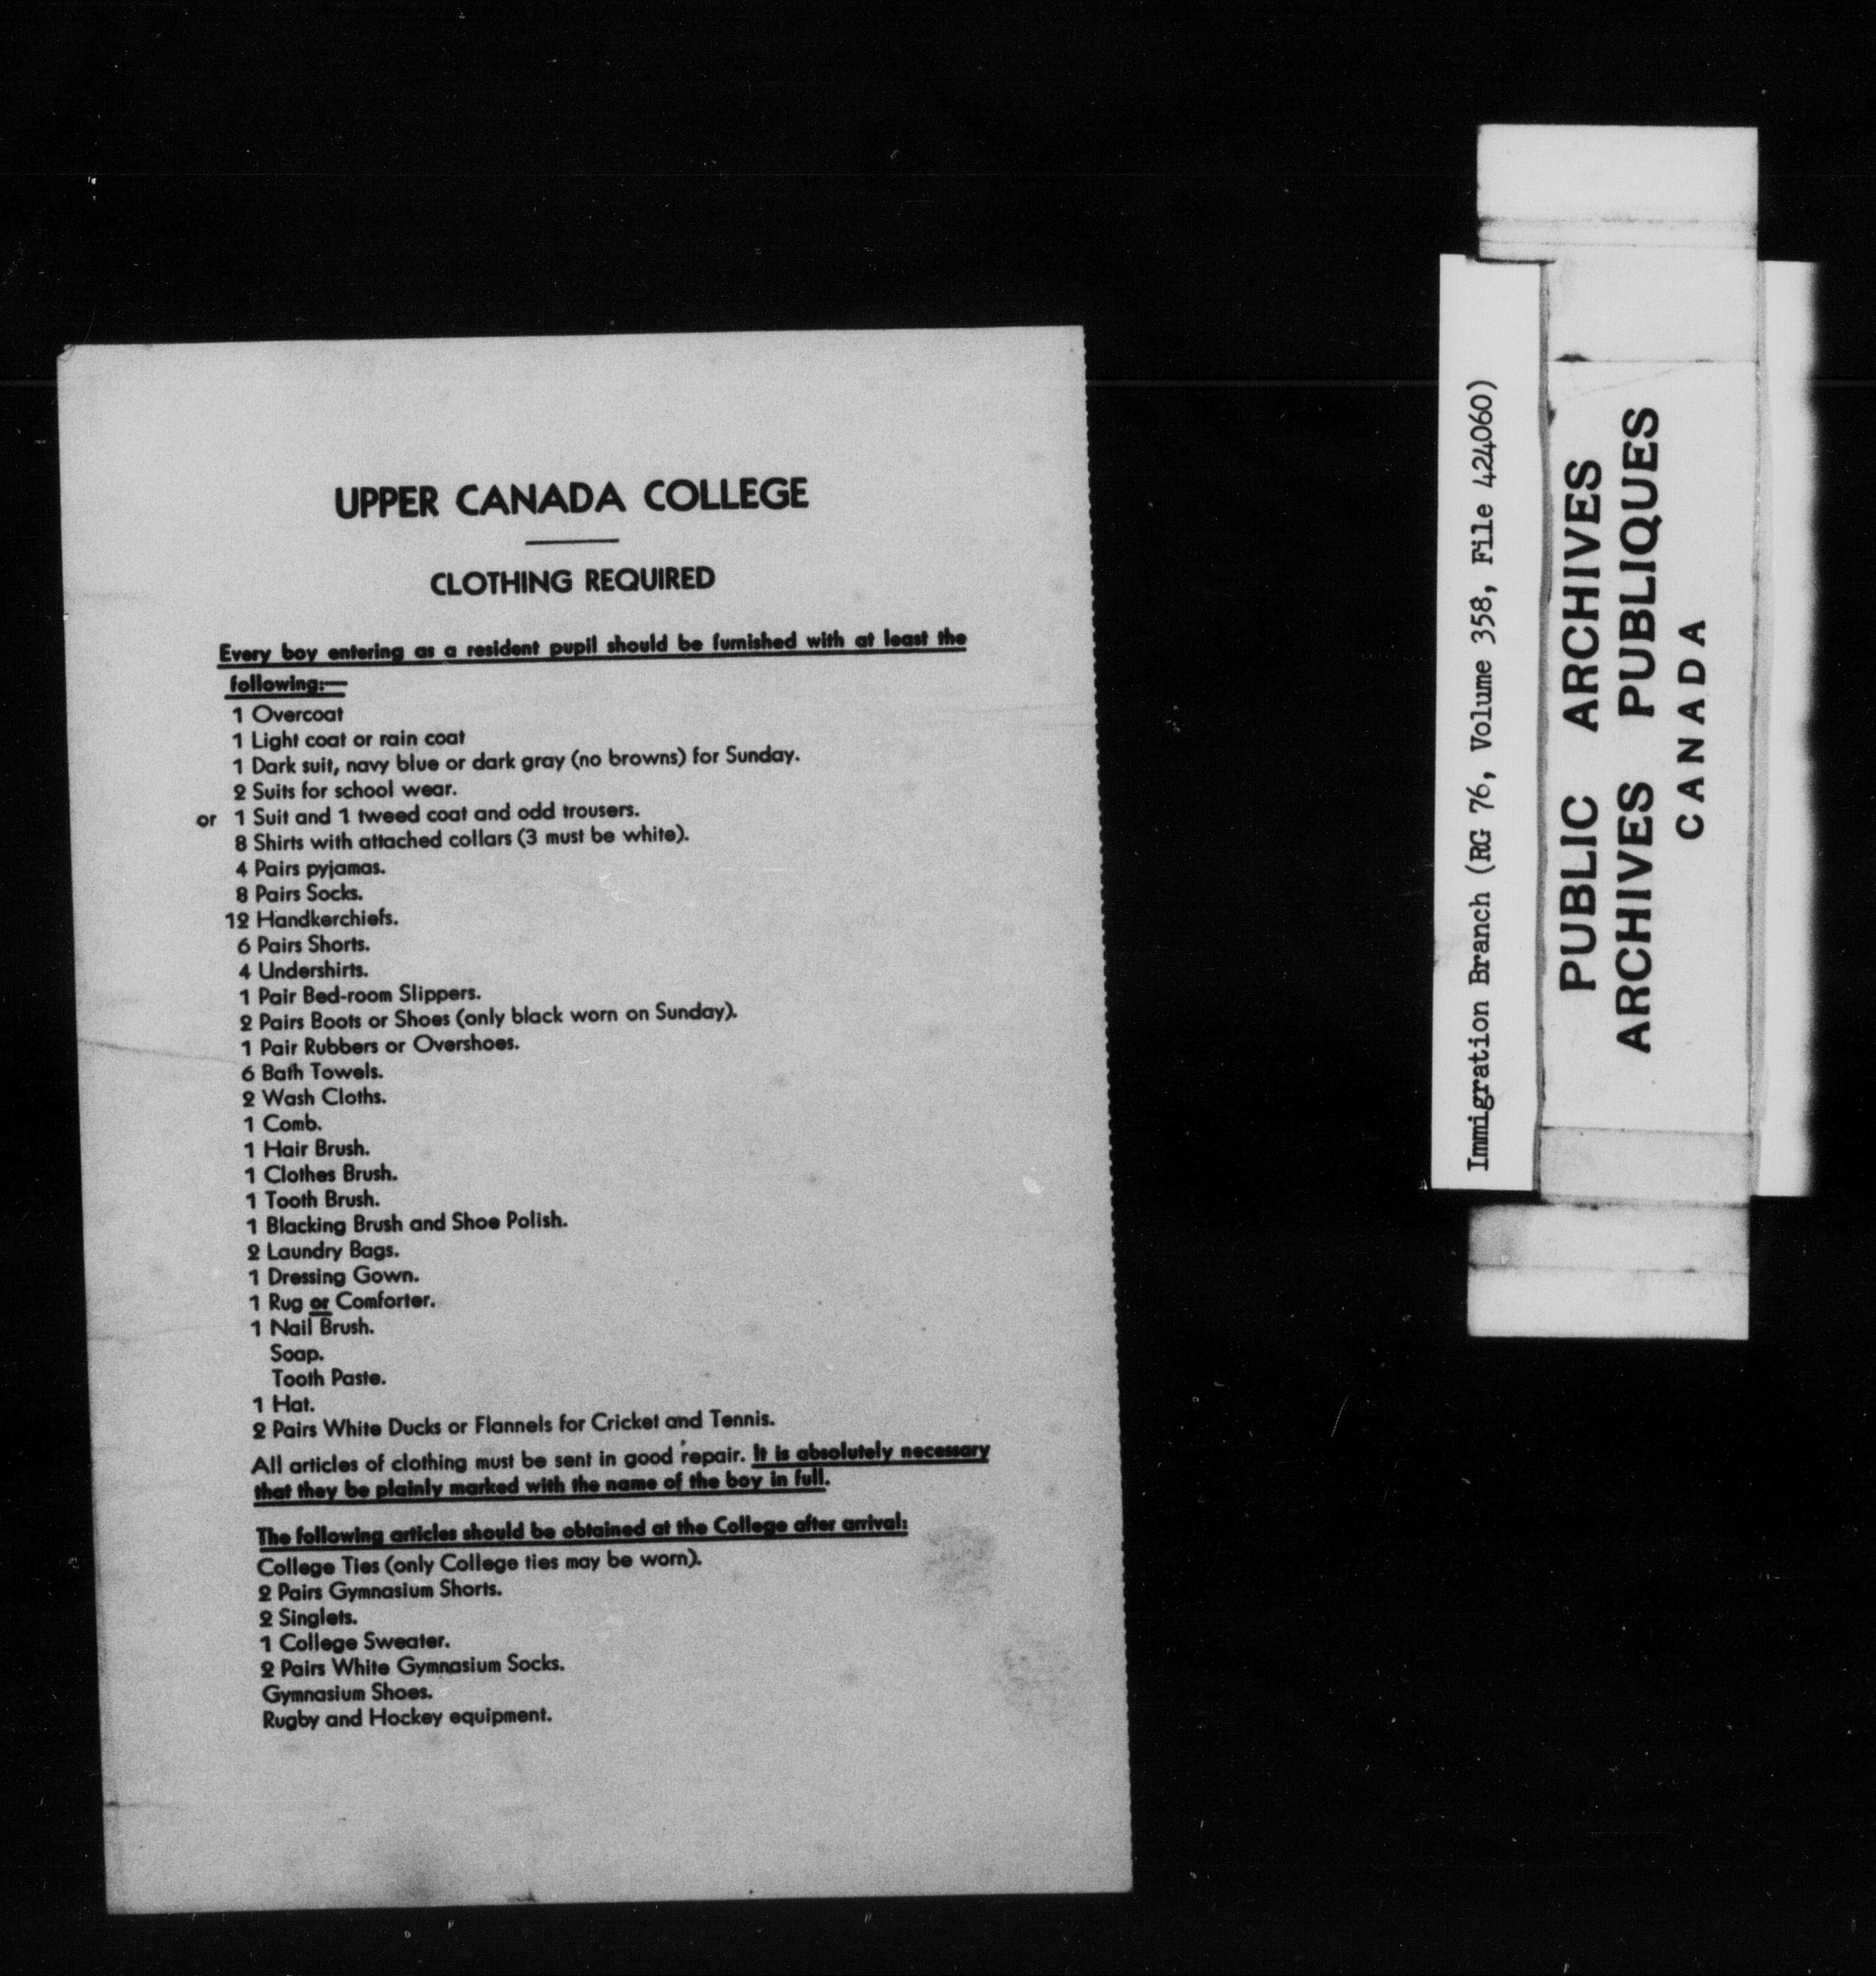 UPPER CANADA COLLEGE
CLOTHING REQUIRED
Every boy entering as a resident pupil should be furnished with at least the
following:—
1 Overcoat
1 Light coat or rain coat
1 Dark suit, navy blue or dark gray (no browns) for Sunday.
2 Suits for school wear.
or 1 Suit and 1 tweed coat and odd trousers.
8 Shirts with attached collars (3 must be white).
4 Pairs pyjamas.
8 Pairs Socks.
12 Handkerchiefs.
6 Pairs Shorts.
4 Undershirts.
1 Pair Bed-room Slippers.
2 Pairs Boots or Shoes (only black worn on Sunday).
1 Pair Rubbers or Overshoes.
6 Bath Towels.
2 Wash Cloths.
1 Comb.
1 Hair Brush.
1 Clothes Brush.
1 Tooth Brush.
1 Blacking Brush and Shoe Polish.
2 Laundry Bags.
1 Dressing Gown.
1 Rug or Comforter.
1 Nail Brush.
Soap.
Tooth Paste.
1 Hat.
2 Pairs White Ducks or Flannels for Cricket and Tennis.
All articles of clothing must be sent in good repair. It is absolutely necessary
that they be plainly marked with the name of the boy in full.
The following articles should be obtained at the College after arrival:
College Ties (only College ties may be worn).
2 Pairs Gymnasium Shorts.
2 Singlets.
1 College Sweater.
2 Pairs White Gymnasium Socks.
Gymnasium Shoes.
Rugby and Hockey equipment.
Immigration Branch (RG 76, Volume 358, File 424060)
PUBLIC ARCHIVES
ARCHIVES PUBLIQUES
CANADA